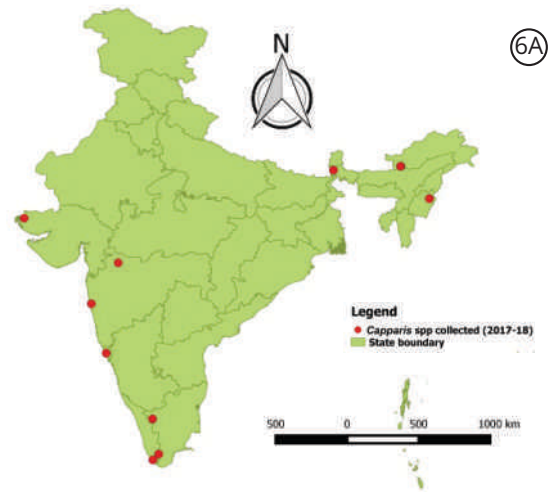 6A
N
Legend
Capparis spp collected (2017-18)
State boundary
500 0 500 1000 km